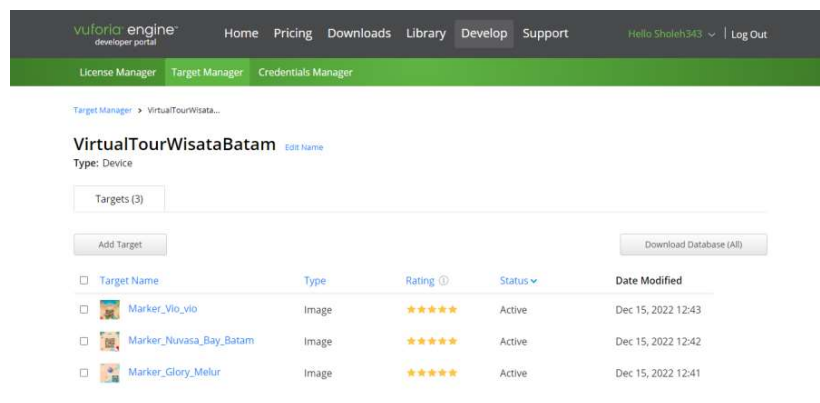 vuforia engine™ Home Pricing Downloads Library Develop Support Hello Sholeh343 | Log Out
developer portal
License Manager Target Manager Credentials Manager
Target Manager > VirtualTourWisata...
VirtualTourWisataBatam Edit Name
Type: Device
Targets (3)
Add Target Download Database (All)
Target Name Type Rating Status Date Modified
Marker_Vio_vio Image Active Dec 15, 2022 12:43
Marker_Nuvasa_Bay_Batam Image Active Dec 15, 2022 12:42
Marker_Glory_Melur Image Active Dec 15, 2022 12:41